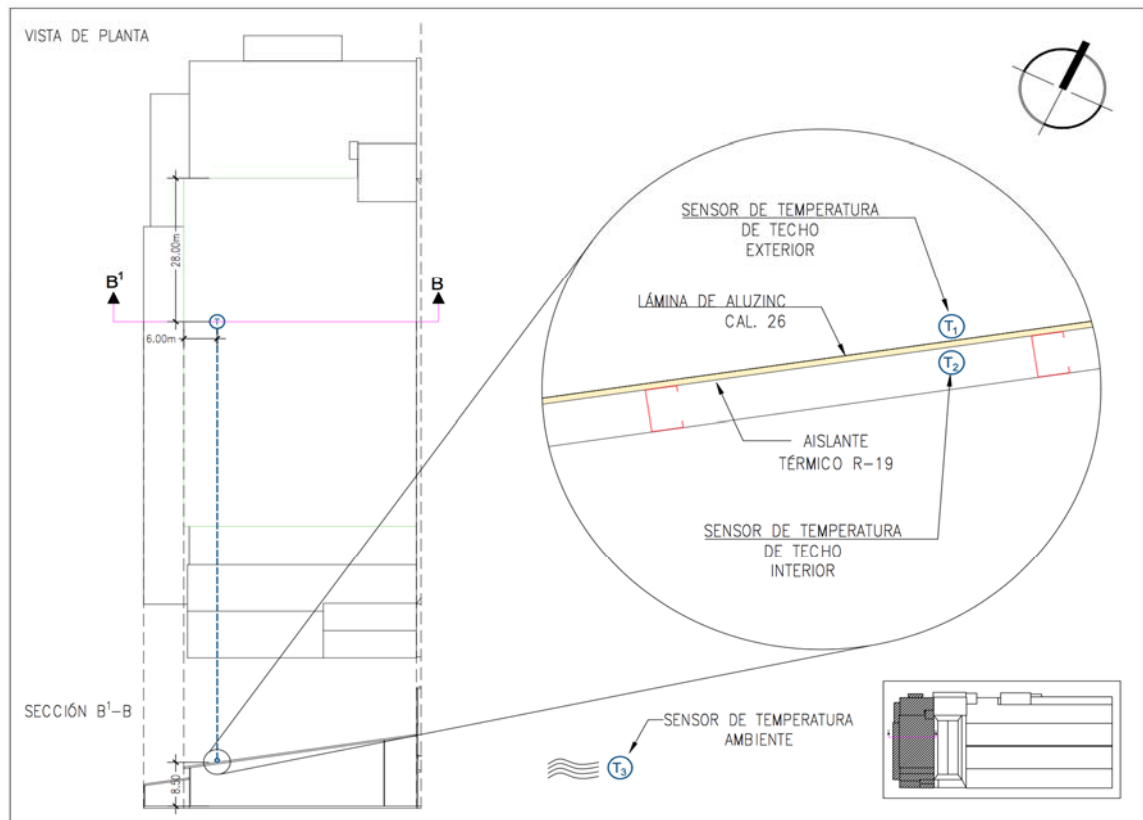 VISTA DE PLANTA
28.00m
B¹
B
T
6.00m
SENSOR DE TEMPERATURA
DE TECHO
EXTERIOR
LÁMINA DE ALUZINC
CAL. 26
T₁
T₂
AISLANTE
TÉRMICO R-19
SENSOR DE TEMPERATURA
DE TECHO
INTERIOR
SECCIÓN B¹-B
8.50
SENSOR DE TEMPERATURA
AMBIENTE
T₃